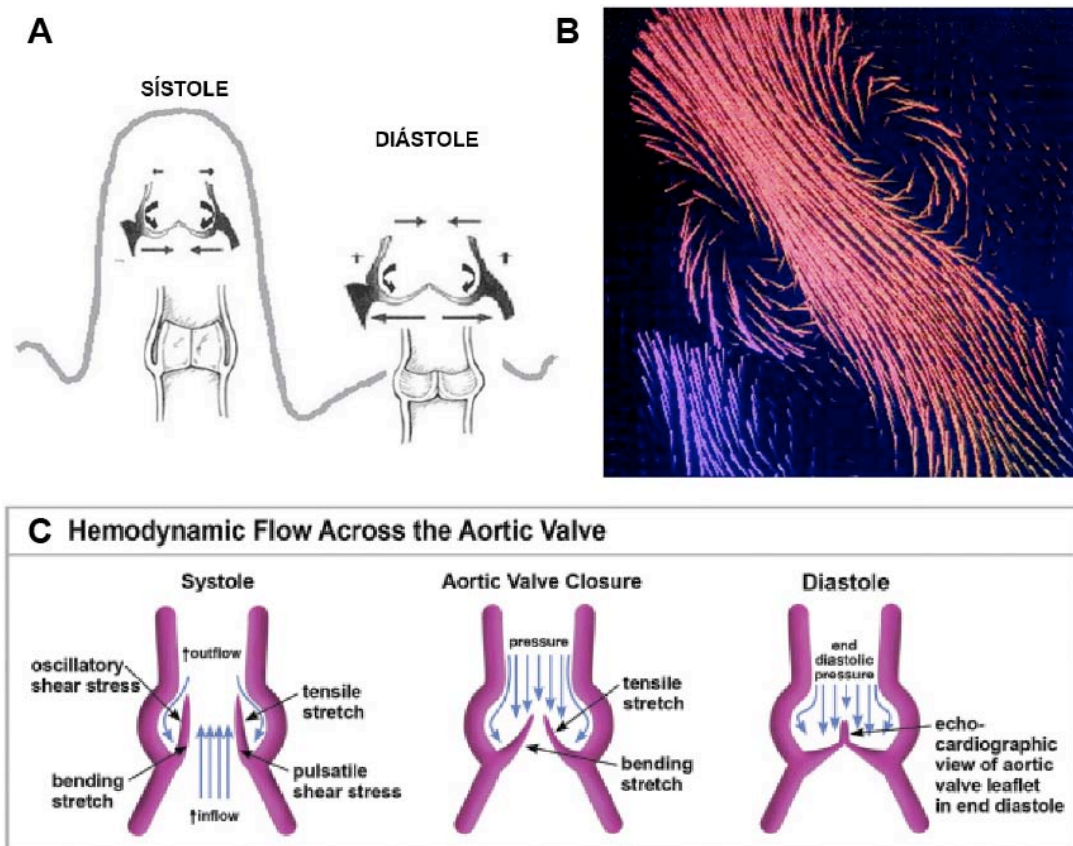 A
SÍSTOLE
DIÁSTOLE
B
C Hemodynamic Flow Across the Aortic Valve
Systole
oscillatory
shear stress
↑outflow
tensile
stretch
bending
stretch
pulsatile
shear stress
↑inflow
Aortic Valve Closure
pressure
tensile
stretch
bending
stretch
Diastole
end
diastolic
pressure
echo-
cardiographic
view of aortic
valve leaflet
in end diastole